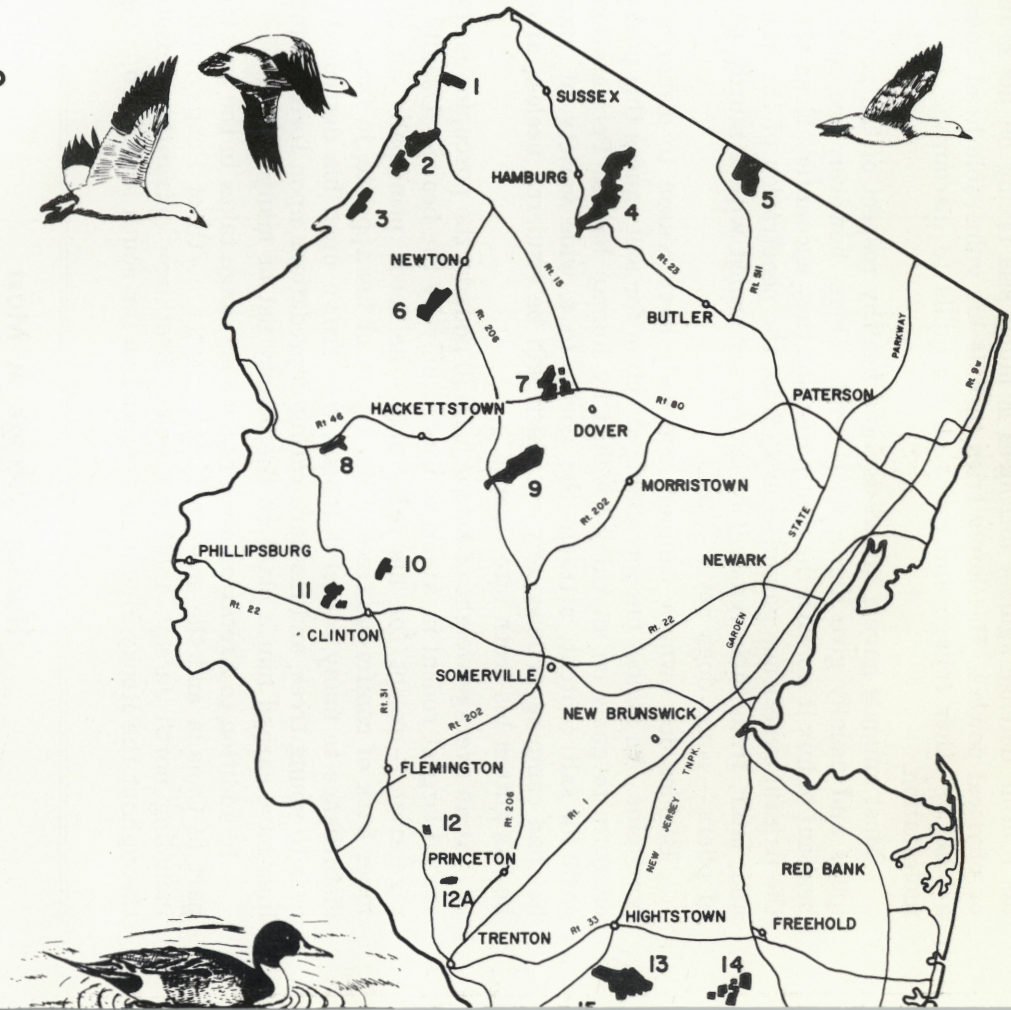 1
SUSSEX
2
HAMBURG
3
4
5
NEWTON
Rt. 15
Rt. 23
Rt. 511
6
BUTLER
Rt. 206
PARKWAY
Rt. 9W
7
HACKETTSTOWN
Rt 80
PATERSON
Rt 46
DOVER
8
9
MORRISTOWN
Rt. 202
STATE
PHILLIPSBURG
10
NEWARK
11
Rt. 22
CLINTON
Rt. 22
GARDEN
SOMERVILLE
Rt. 31
NEW BRUNSWICK
Rt. 202
FLEMINGTON
NEW JERSEY TNPK.
Rt. 206
Rt. 1
12
PRINCETON
RED BANK
12A
HIGHTSTOWN
FREEHOLD
TRENTON
Rt 33
13
14